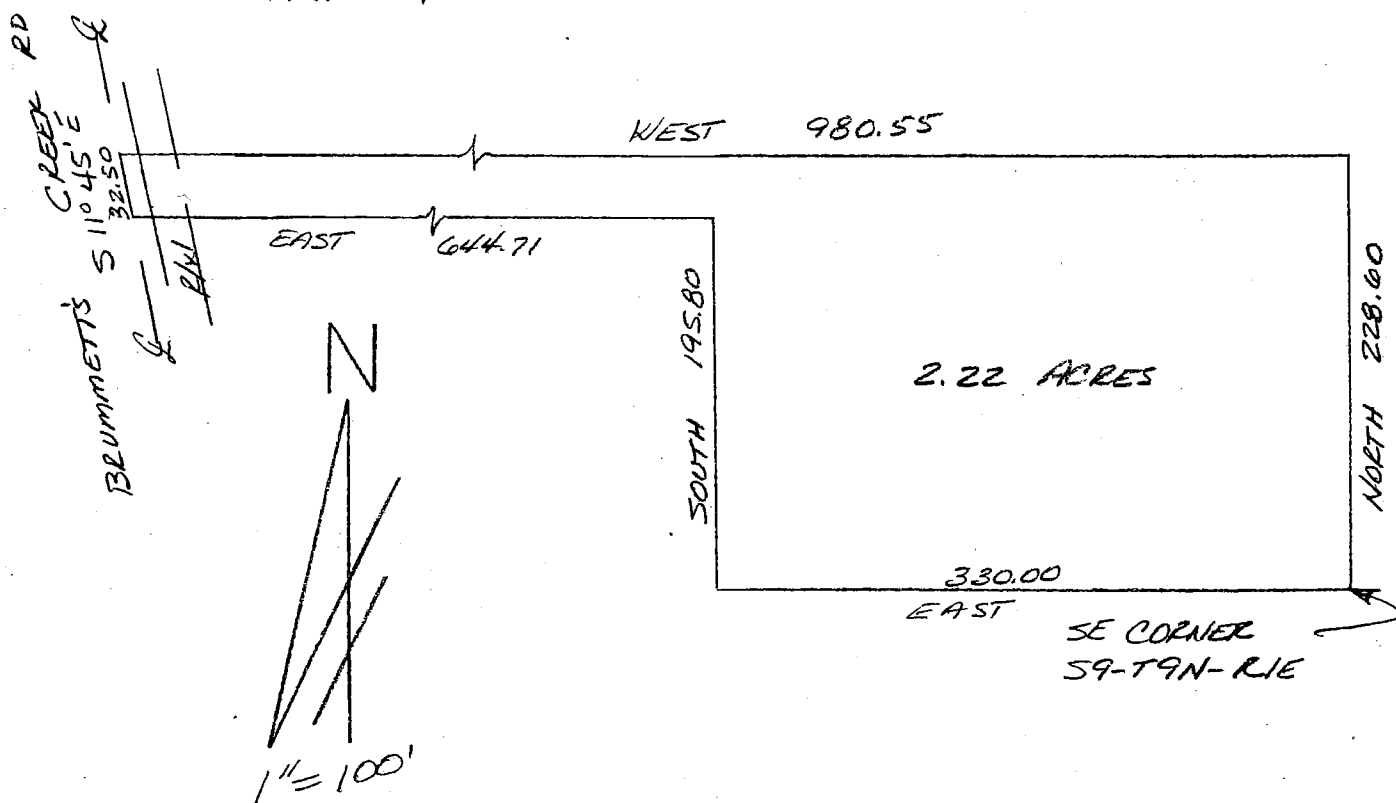 BRUMMETT'S CREEK RD
S 11° 45' E
32.50
℄
℄
R/W
WEST 980.55
EAST 644.71
SOUTH 195.80
2.22 ACRES
NORTH 228.60
330.00
EAST
SE CORNER
S9-T9N-R1E
N
1"=100'